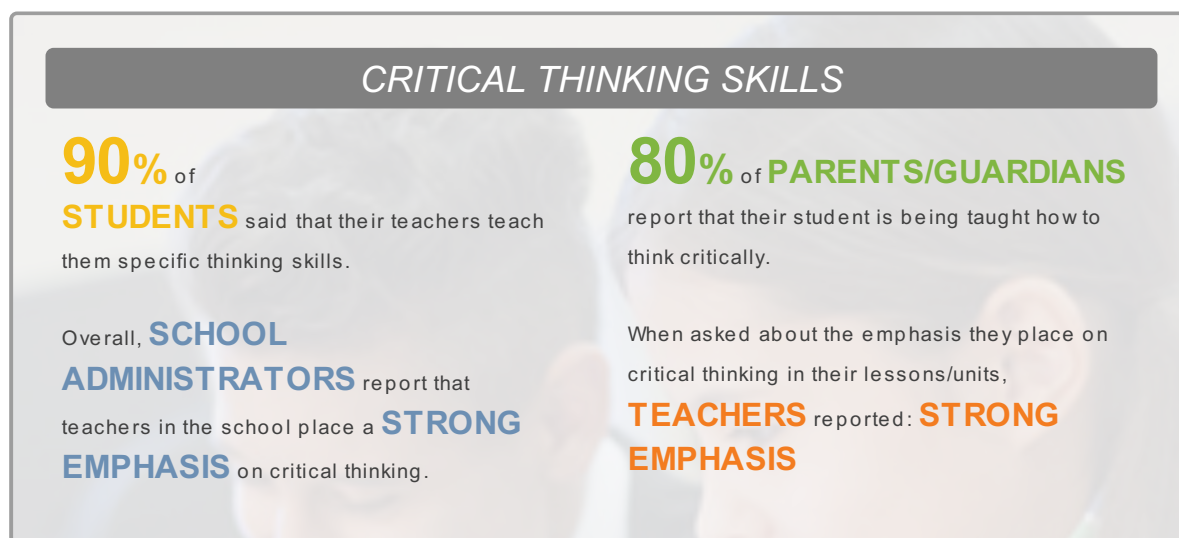 CRITICAL THINKING SKILLS
90% of
STUDENTS said that their teachers teach
them specific thinking skills.
Overall, SCHOOL
ADMINISTRATORS report that
teachers in the school place a STRONG
EMPHASIS on critical thinking.
80% of PARENTS/GUARDIANS
report that their student is being taught how to
think critically.
When asked about the emphasis they place on
critical thinking in their lessons/units,
TEACHERS reported: STRONG
EMPHASIS